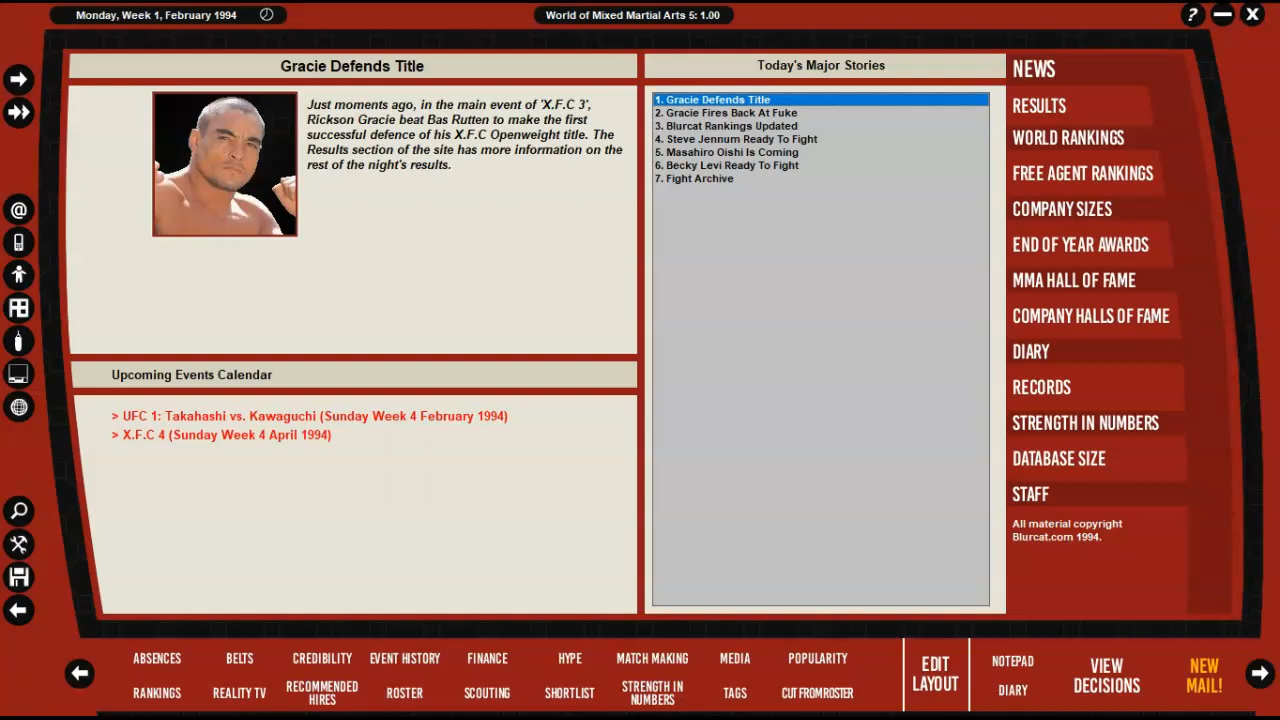 Monday, Week 1, February 1994
World of Mixed Martial Arts 5: 1.00
?
X
Gracie Defends Title
Just moments ago, in the main event of 'X.F.C 3',
Rickson Gracie beat Bas Rutten to make the first
successful defence of his X.F.C Openweight title. The
Results section of the site has more information on the
rest of the night's results.
Upcoming Events Calendar
> UFC 1: Takahashi vs. Kawaguchi (Sunday Week 4 February 1994)
> X.F.C 4 (Sunday Week 4 April 1994)
Today's Major Stories
1. Gracie Defends Title
2. Gracie Fires Back At Fuke
3. Blurcat Rankings Updated
4. Steve Jennum Ready To Fight
5. Masahiro Oishi Is Coming
6. Becky Levi Ready To Fight
7. Fight Archive
NEWS
RESULTS
WORLD RANKINGS
FREE AGENT RANKINGS
COMPANY SIZES
END OF YEAR AWARDS
MMA HALL OF FAME
COMPANY HALLS OF FAME
DIARY
RECORDS
STRENGTH IN NUMBERS
DATABASE SIZE
STAFF
All material copyright
Blurcat.com 1994.
@
ABSENCES
BELTS
CREDIBILITY
EVENT HISTORY
FINANCE
HYPE
MATCH MAKING
MEDIA
POPULARITY
RANKINGS
REALITY TV
RECOMMENDED
HIRES
ROSTER
SCOUTING
SHORTLIST
STRENGTH IN
NUMBERS
TAGS
CUT FROM ROSTER
EDIT
LAYOUT
NOTEPAD
DIARY
VIEW
DECISIONS
NEW
MAIL!